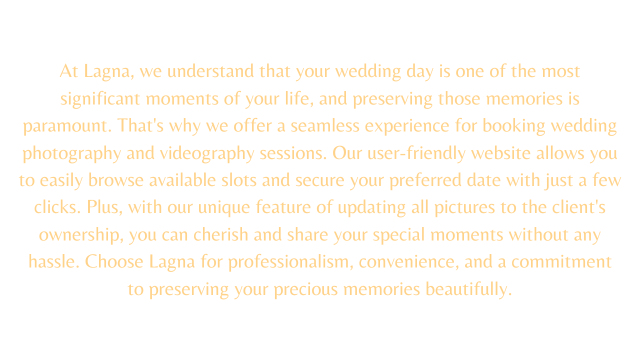 At Lagna, we understand that your wedding day is one of the most
significant moments of your life, and preserving those memories is
paramount. That's why we offer a seamless experience for booking wedding
photography and videography sessions. Our user-friendly website allows you
to easily browse available slots and secure your preferred date with just a few
clicks. Plus, with our unique feature of updating all pictures to the client's
ownership, you can cherish and share your special moments without any
hassle. Choose Lagna for professionalism, convenience, and a commitment
to preserving your precious memories beautifully.